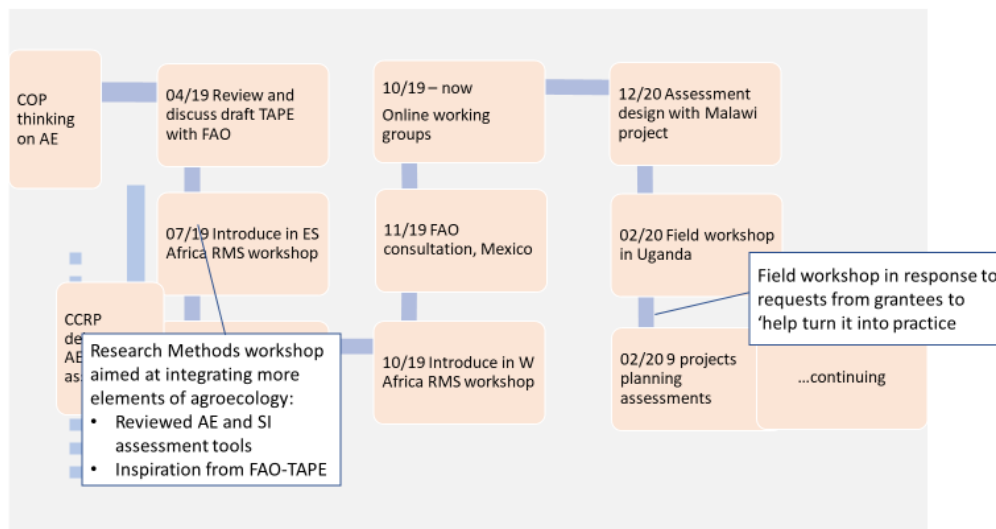 COP
thinking
on AE
04/19 Review and
discuss draft TAPE
with FAO
07/19 Introduce in ES
Africa RMS workshop
CCRP
de
AE
ass
Research Methods workshop
aimed at integrating more
elements of agroecology:
• Reviewed AE and SI
assessment tools
• Inspiration from FAO-TAPE
10/19 – now
Online working
groups
11/19 FAO
consultation, Mexico
10/19 Introduce in W
Africa RMS workshop
12/20 Assessment
design with Malawi
project
02/20 Field workshop
in Uganda
02/20 9 projects
planning
assessments
Field workshop in response to
requests from grantees to
‘help turn it into practice
...continuing